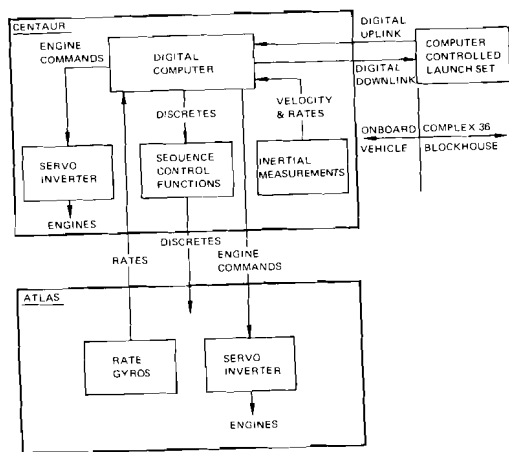 CENTAUR
ENGINE
COMMANDS
DIGITAL
COMPUTER
DIGITAL
UPLINK
DIGITAL
DOWNLINK
COMPUTER
CONTROLLED
LAUNCH SET
DISCRETES
VELOCITY
& RATES
ONBOARD
VEHICLE
COMPLEX 36
BLOCKHOUSE
SERVO
INVERTER
SEQUENCE
CONTROL
FUNCTIONS
INERTIAL
MEASUREMENTS
ENGINES
RATES
DISCRETES
ENGINE
COMMANDS
ATLAS
RATE
GYROS
SERVO
INVERTER
ENGINES